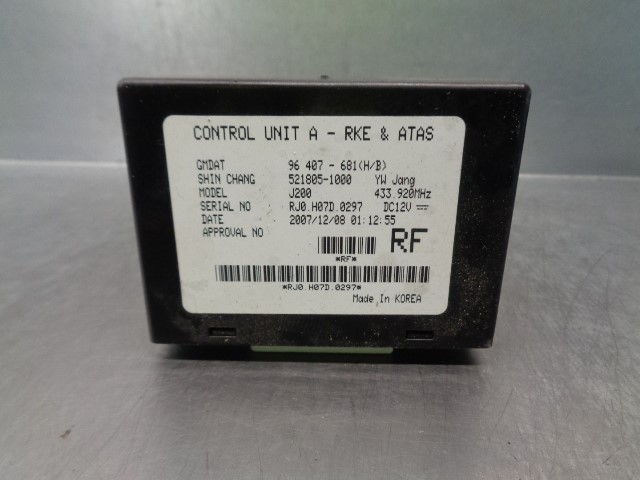 CONTROL UNIT A - RKE & ATAS
GMDAT 96 407 - 681(H/B)
SHIN CHANG 521805-1000 YW Jang
MODEL J200 433.920MHz
SERIAL NO RJ0.H07D.0297 DC12V
DATE 2007/12/08 01:12:55
APPROVAL NO
RF
*RF*
*RJ0.H07D.0297*
Made In KOREA